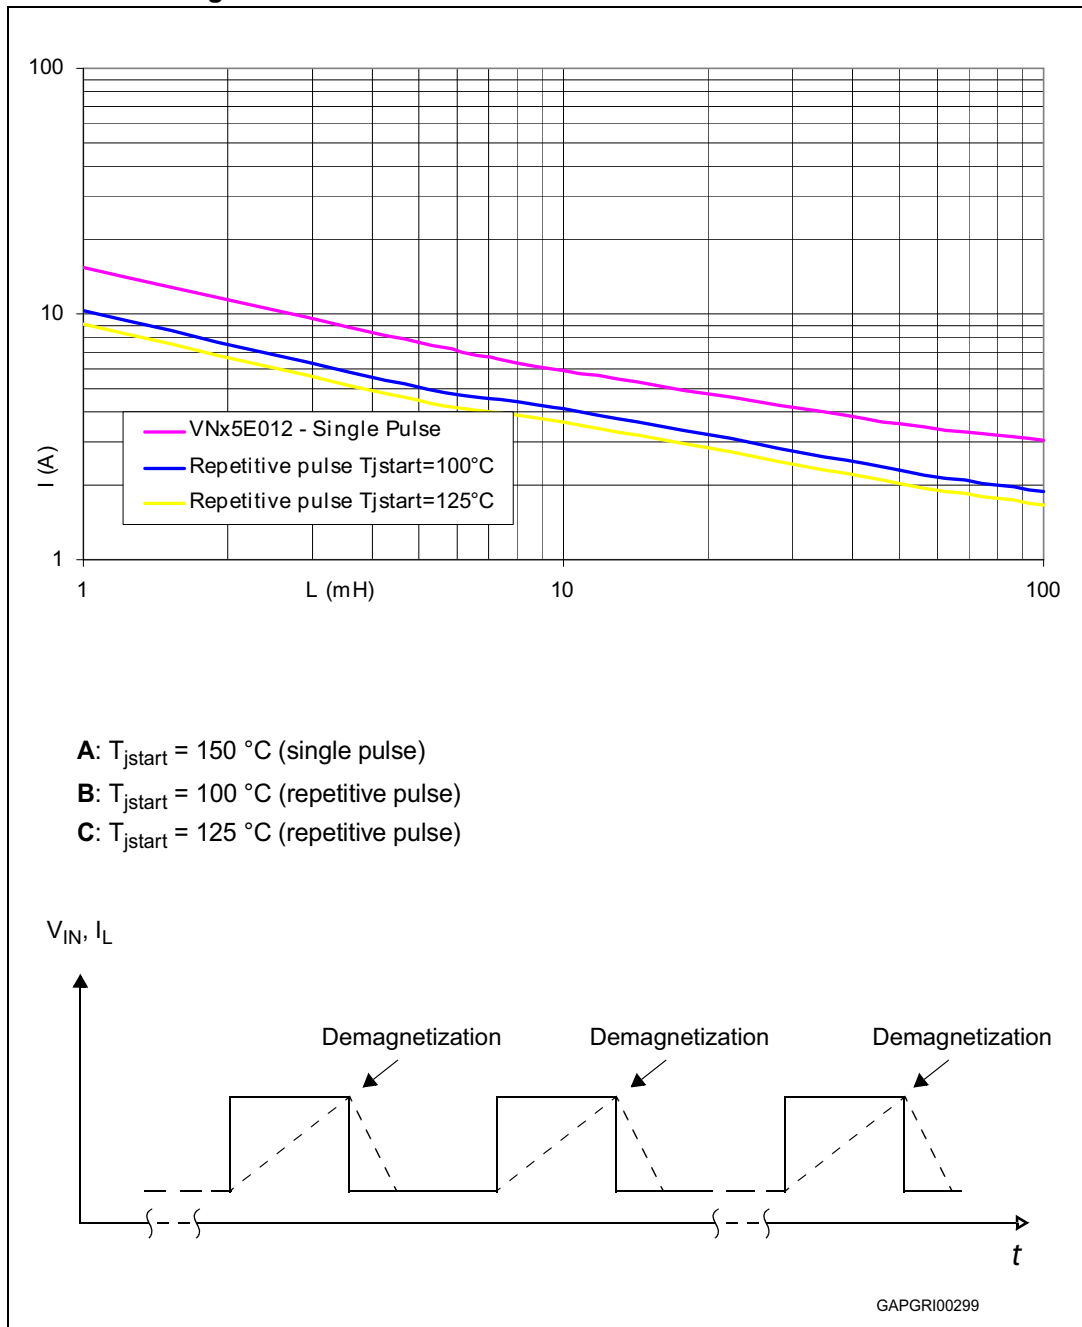 100
10
1
I (A)
VNx5E012 - Single Pulse
Repetitive pulse Tjstart=100°C
Repetitive pulse Tjstart=125°C
1 L (mH) 10 100
A: Tjstart = 150 °C (single pulse)
B: Tjstart = 100 °C (repetitive pulse)
C: Tjstart = 125 °C (repetitive pulse)
VIN, IL
Demagnetization Demagnetization Demagnetization
t
GAPGRI00299